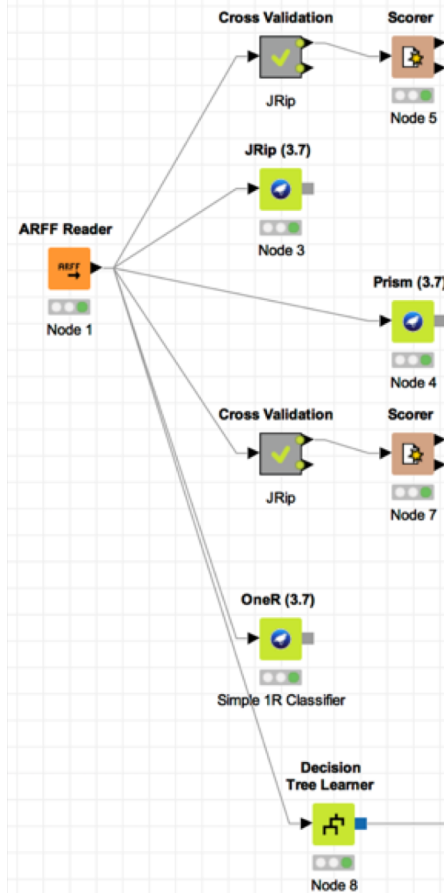 Cross Validation
Scorer
JRip
Node 5
JRip (3.7)
Node 3
ARFF Reader
ARFF
Node 1
Prism (3.7)
Node 4
Cross Validation
Scorer
JRip
Node 7
OneR (3.7)
Simple 1R Classifier
Decision
Tree Learner
Node 8